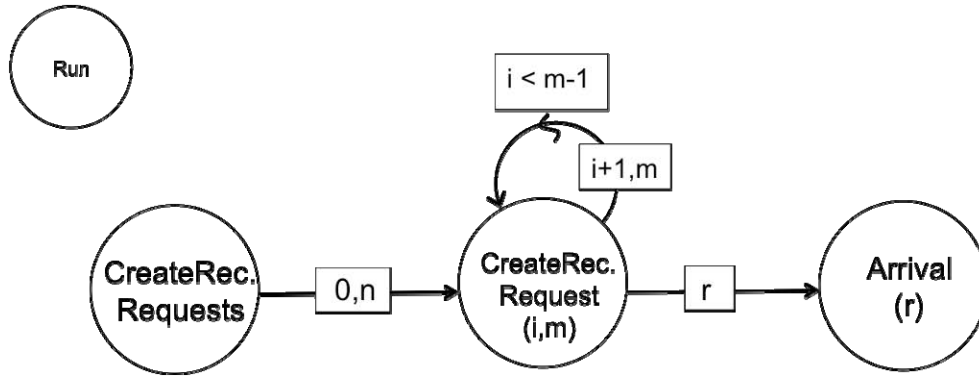 Run
i < m-1
i+1,m
CreateRec.
Requests
0,n
CreateRec.
Request
(i,m)
r
Arrival
(r)